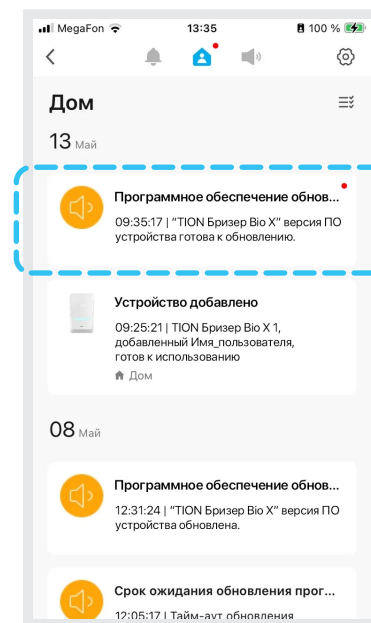 MegaFon 13:35 100 %
Дом
13 Май
Программное обеспечение обнов...
09:35:17 | “TION Бризер Bio X” версия ПО
устройства готова к обновлению.
Устройство добавлено
09:25:21 | TION Бризер Bio X 1,
добавленный Имя_пользователя,
готов к использованию
Дом
08 Май
Программное обеспечение обнов...
12:31:24 | “TION Бризер Bio X” версия ПО
устройства обновлена.
Срок ожидания обновления прог...
12:05:17 | Тайм-аут обновления